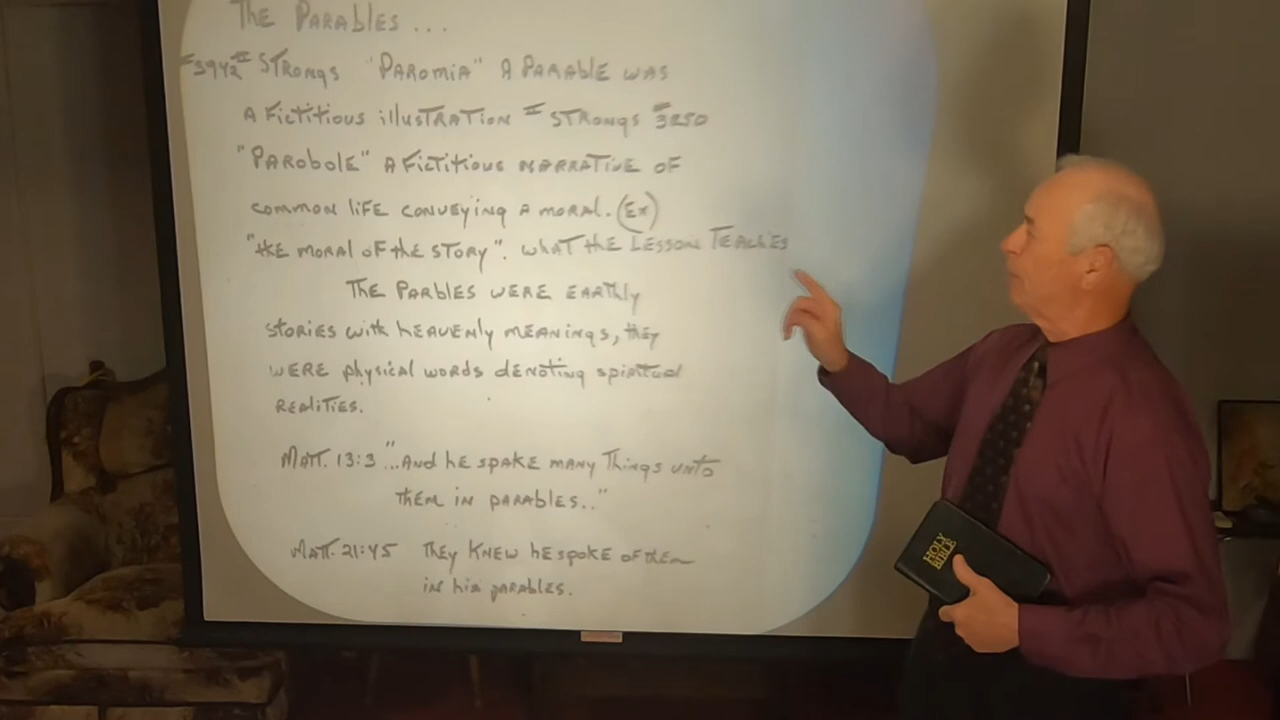 The Parables...
#3942 II Strongs "Paromia" A Parable was
A Fictitious illustration II Strongs #3850
"Parobole" A Fictitious narrative of
common life conveying a moral. (Ex)
"the moral of the story". what the Lesson Teaches
The Parbles were earthly
stories with heavenly meanings, they
were physical words denoting spiritual
realities.
Matt. 13:3 "..And he spake many Things unto
them in parables.."
Matt. 21:45 They Knew he spoke of them
in his parables.
HOLY
BIBLE